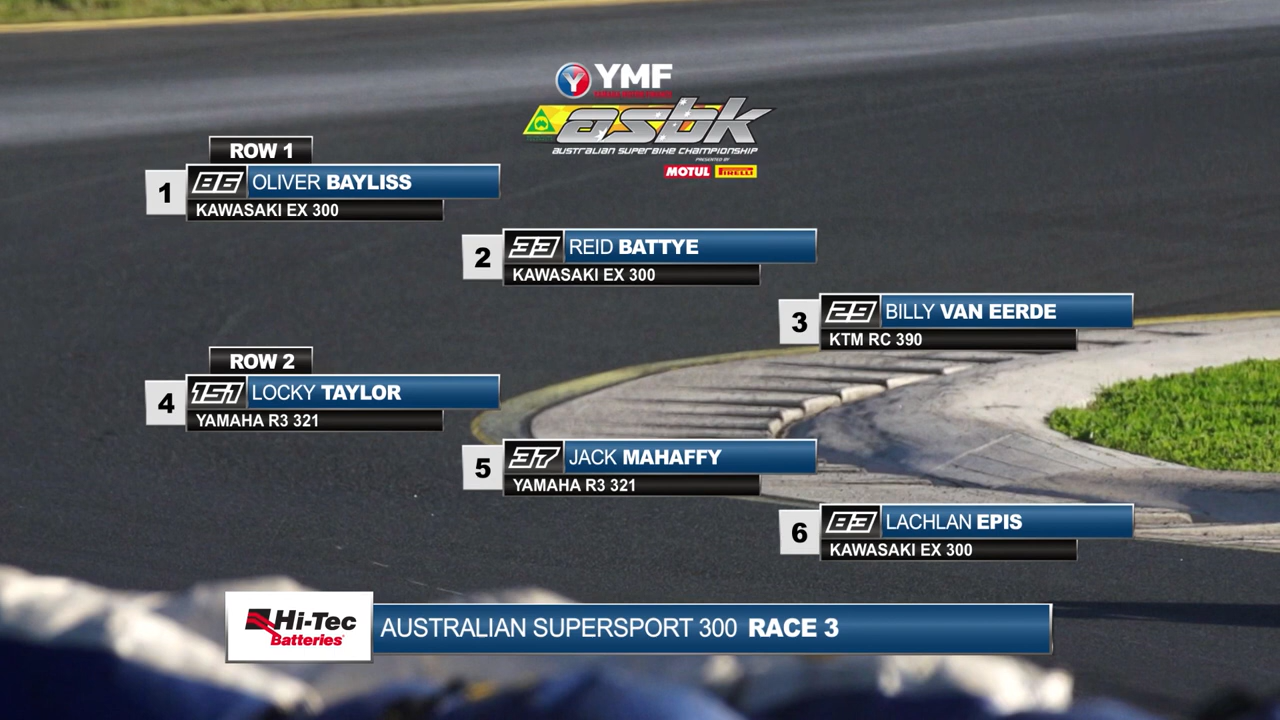 YMF
asbk
AUSTRALIAN SUPERBIKE CHAMPIONSHIP
PRESENTED BY
MOTUL PIRELLI
ROW 1
1 86 OLIVER BAYLISS
KAWASAKI EX 300
2 33 REID BATTYE
KAWASAKI EX 300
3 29 BILLY VAN EERDE
KTM RC 390
ROW 2
4 151 LOCKY TAYLOR
YAMAHA R3 321
5 37 JACK MAHAFFY
YAMAHA R3 321
6 83 LACHLAN EPIS
KAWASAKI EX 300
Hi-Tec
Batteries
AUSTRALIAN SUPERSPORT 300 RACE 3